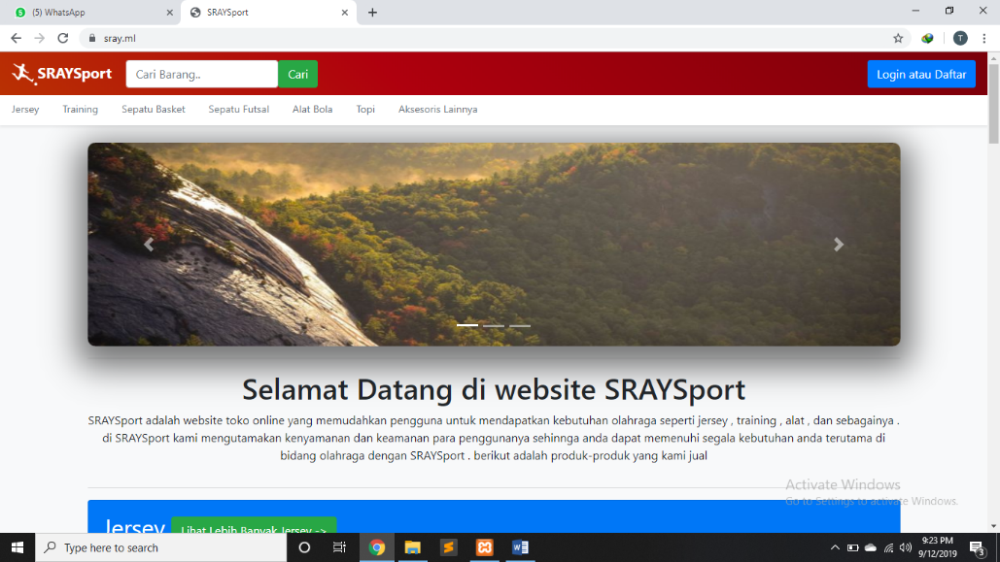 (5) WhatsApp
SRAYSport
sray.ml
T
SRAYSport
Cari Barang..
Cari
Login atau Daftar
Jersey
Training
Sepatu Basket
Sepatu Futsal
Alat Bola
Topi
Aksesoris Lainnya
Selamat Datang di website SRAYSport
SRAYSport adalah website toko online yang memudahkan pengguna untuk mendapatkan kebutuhan olahraga seperti jersey , training , alat , dan sebagainya .
di SRAYSport kami mengutamakan kenyamanan dan keamanan para penggunanya sehinnga anda dapat memenuhi segala kebutuhan anda terutama di
bidang olahraga dengan SRAYSport . berikut adalah produk-produk yang kami jual
Activate Windows
Go to Settings to activate Windows.
Jersey
Lihat Lebih Banyak Jersey ->
Type here to search
9:23 PM
9/12/2019
3